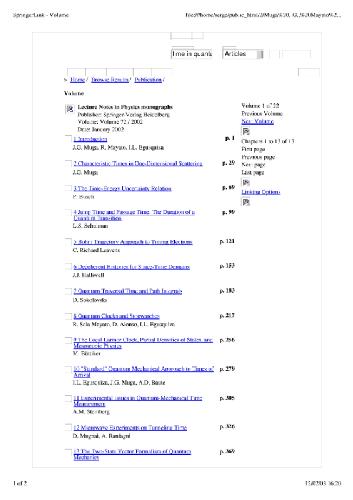 SpringerLink - Volume
Time in quantu Articles
Home / Browse Results / Publication /
Volume
Lecture Notes in Physics monographs
Publisher: Springer-Verlag Heidelberg
Volume: Volume 72 / 2002
Date: January 2002
Volume 1 of 22
Previous Volume
Next Volume
Chapters 1 to 13 of 13
First page
Previous page
Next page
Last page
Linking Options
1 Introduction p. 1
J.G. Muga, R. Mayato, I.L. Egusquiza
2 Characteristic Times in One-Dimensional Scattering p. 29
J.G. Muga
3 The Time-Energy Uncertainty Relation p. 69
P. Busch
4 Jump Time and Passage Time: The Duration of a p. 99
Quantum Transition
L.S. Schulman
5 Bohm Trajectory Approach to Timing Electrons p. 121
C. Richard Leavens
6 Decoherent Histories for Space-Time Domains p. 153
J.J. Halliwell
7 Quantum Traversal Time and Path Integrals p. 183
D. Sokolovski
8 Quantum Clocks and Stopwatches p. 217
R. Sala Mayato, D. Alonso, I.L. Egusquiza
9 The Local Larmor Clock, Partial Densities of States, and p. 256
Mesoscopic Physics
M. Büttiker
10 "Standard" Quantum Mechanical Approach to Times of p. 279
Arrival
I.L. Egusquiza, J.G. Muga, A.D. Baute
11 Experimental Issues in Quantum-Mechanical Time p. 305
Measurement
A.M. Steinberg
12 Microwave Experiments on Tunneling Time p. 326
D. Mugnai, A. Ranfagni
13 The Two-State Vector Formalism of Quantum p. 369
Mechanics
1 of 2